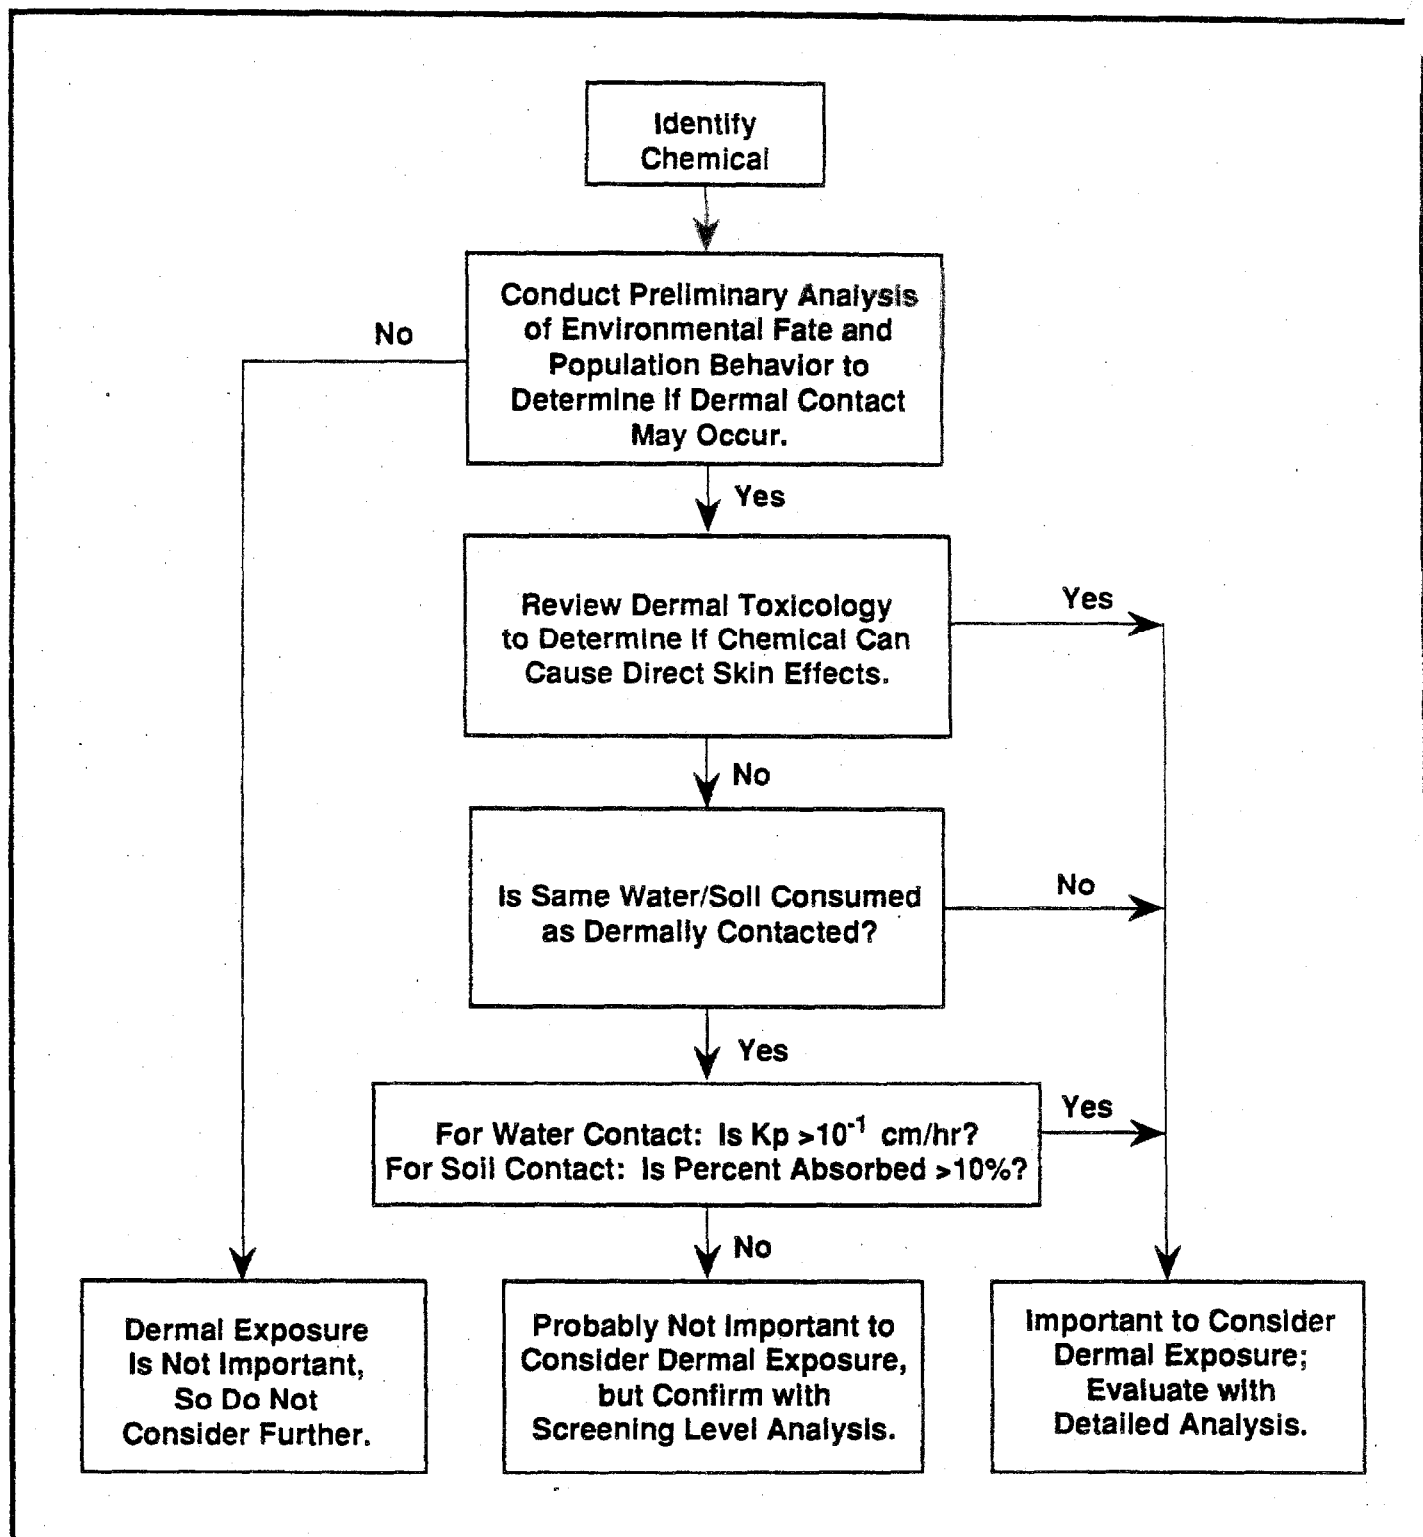 Identify
Chemical
Conduct Preliminary Analysis
of Environmental Fate and
Population Behavior to
Determine if Dermal Contact
May Occur.
No
Yes
Review Dermal Toxicology
to Determine if Chemical Can
Cause Direct Skin Effects.
Yes
No
Is Same Water/Soil Consumed
as Dermally Contacted?
No
Yes
For Water Contact: Is Kp >10⁻¹ cm/hr?
For Soil Contact: Is Percent Absorbed >10%?
Yes
No
Dermal Exposure
Is Not Important,
So Do Not
Consider Further.
Probably Not Important to
Consider Dermal Exposure,
but Confirm with
Screening Level Analysis.
Important to Consider
Dermal Exposure;
Evaluate with
Detailed Analysis.